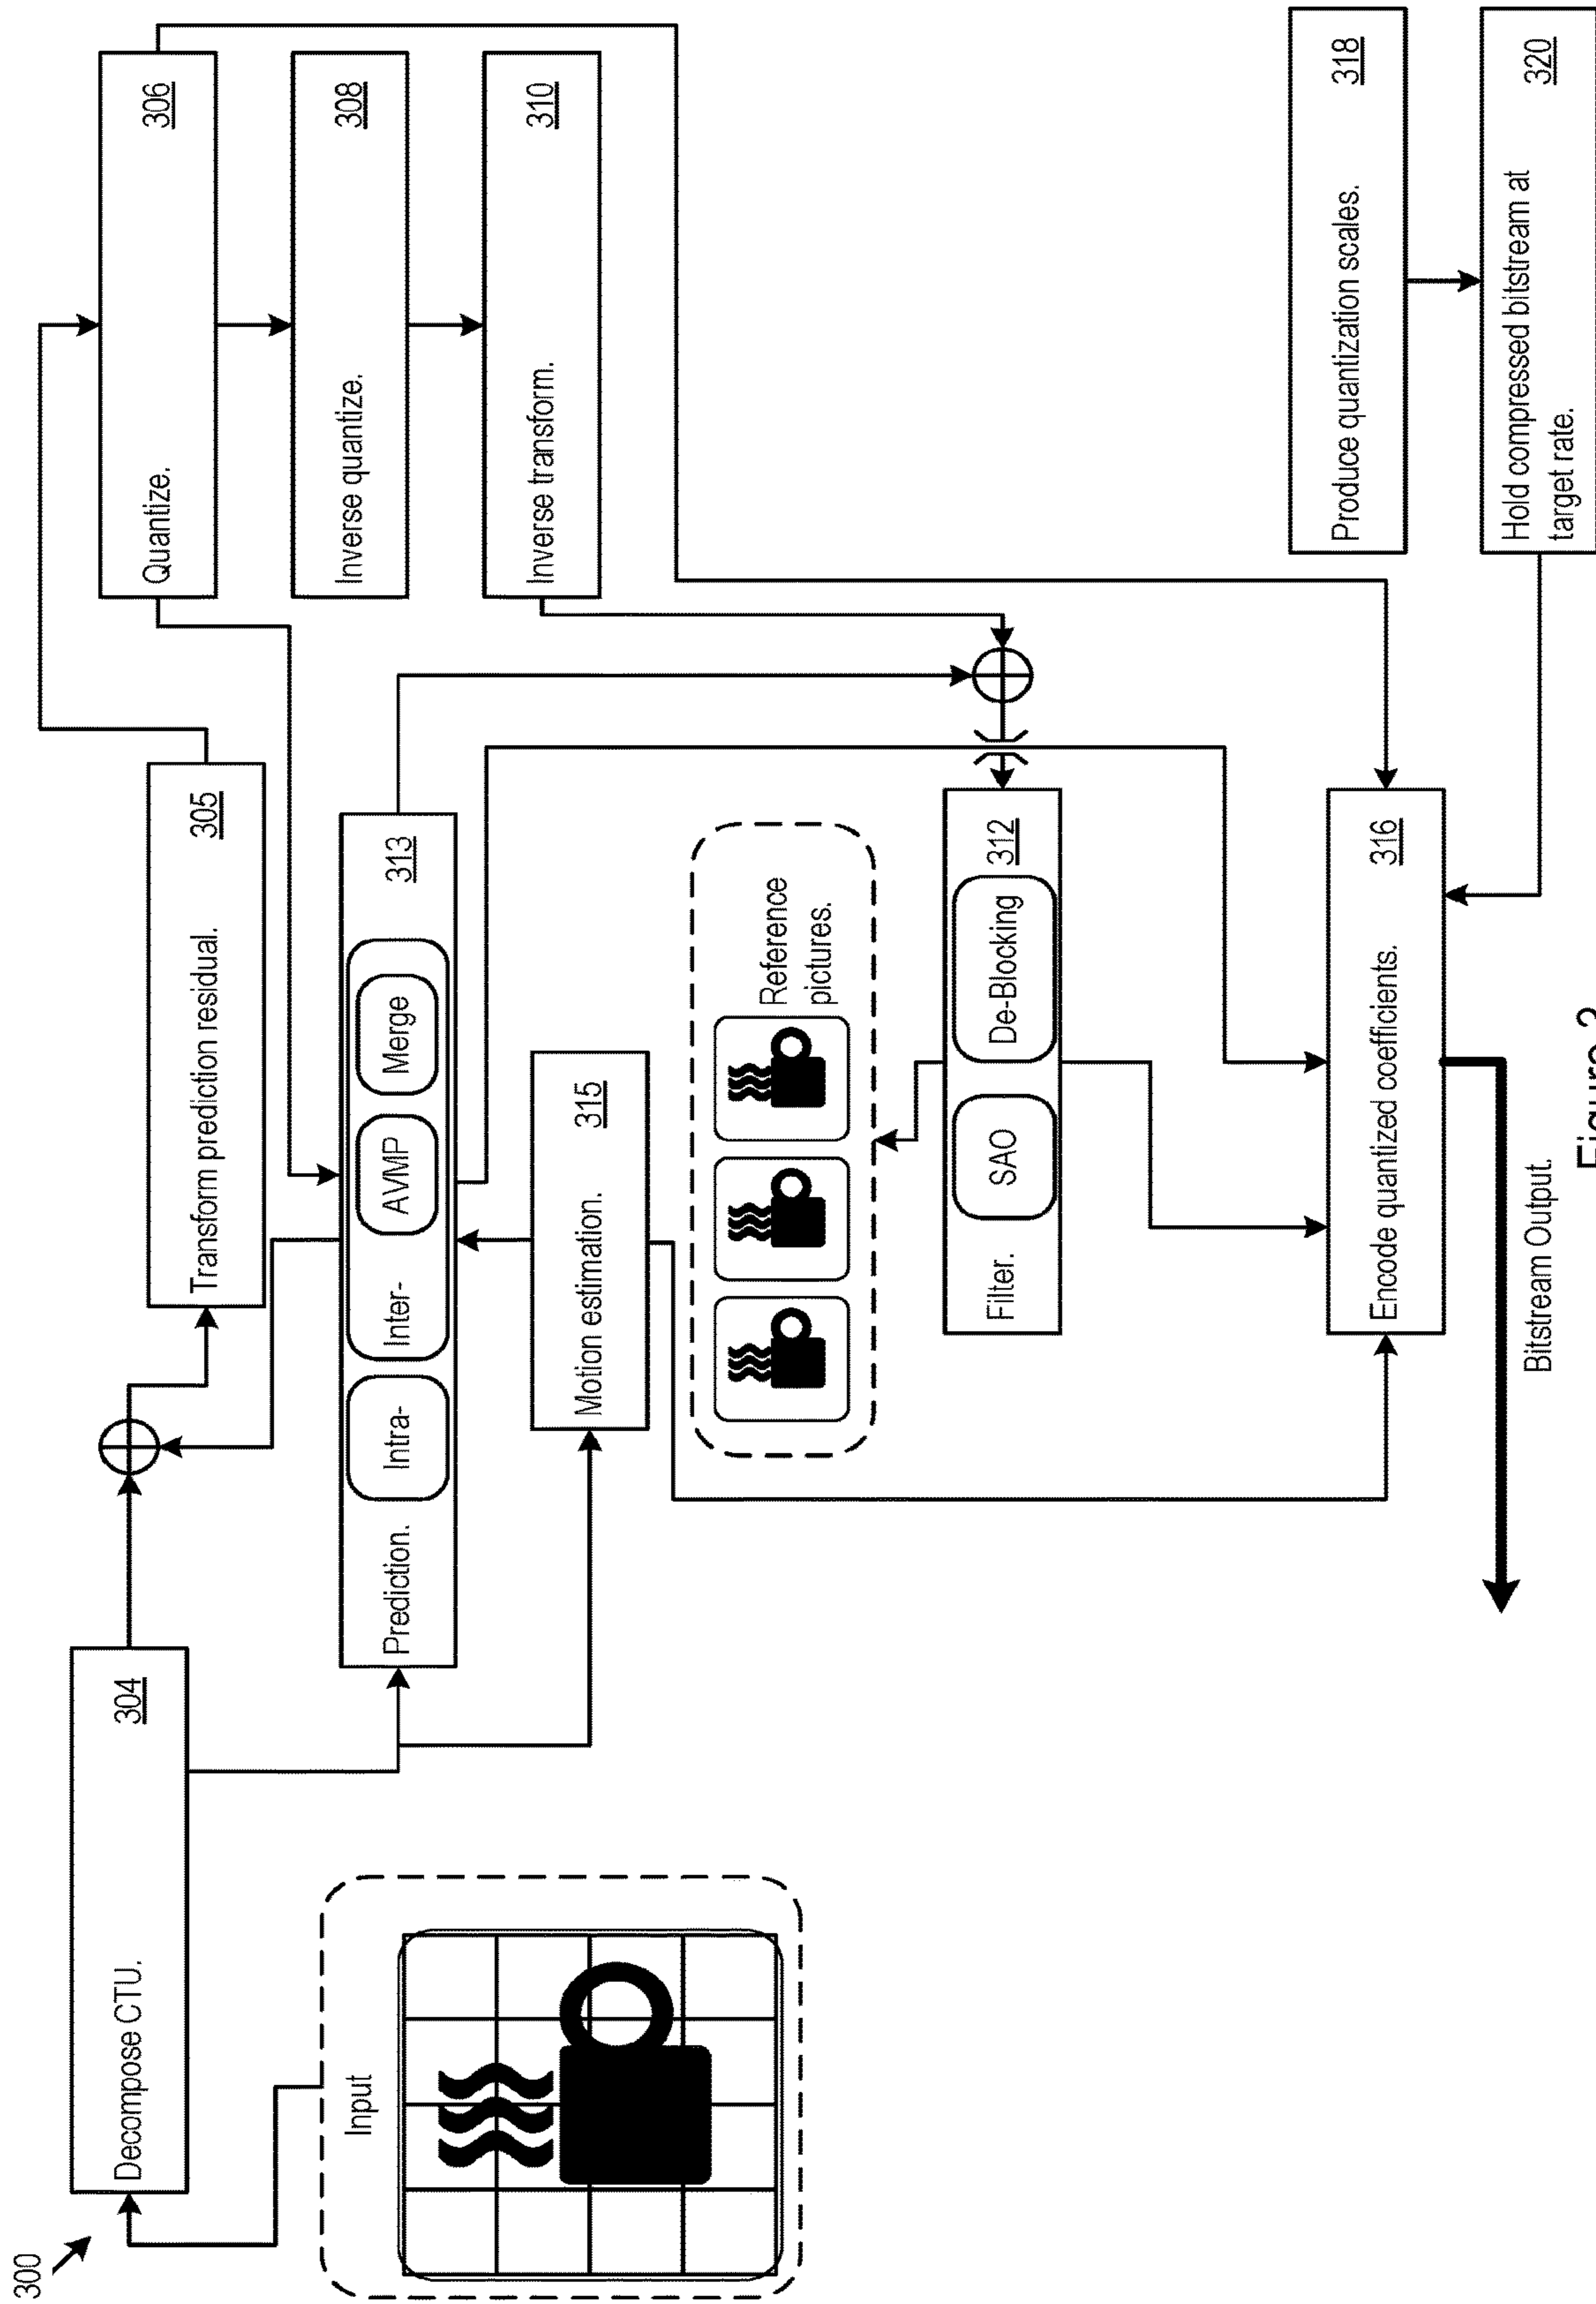 300
Decompose CTU.
304
Input
Transform prediction residual.
305
Quantize.
306
Inverse quantize.
308
Inverse transform.
310
Prediction.
Intra-
Inter-
AVMP
Merge
313
Motion estimation.
315
Reference
pictures.
Filter.
SAO
De-Blocking
312
Encode quantized coefficients.
316
Produce quantization scales.
318
Hold compressed bitstream at
target rate.
320
Bitstream Output.
Figure 3